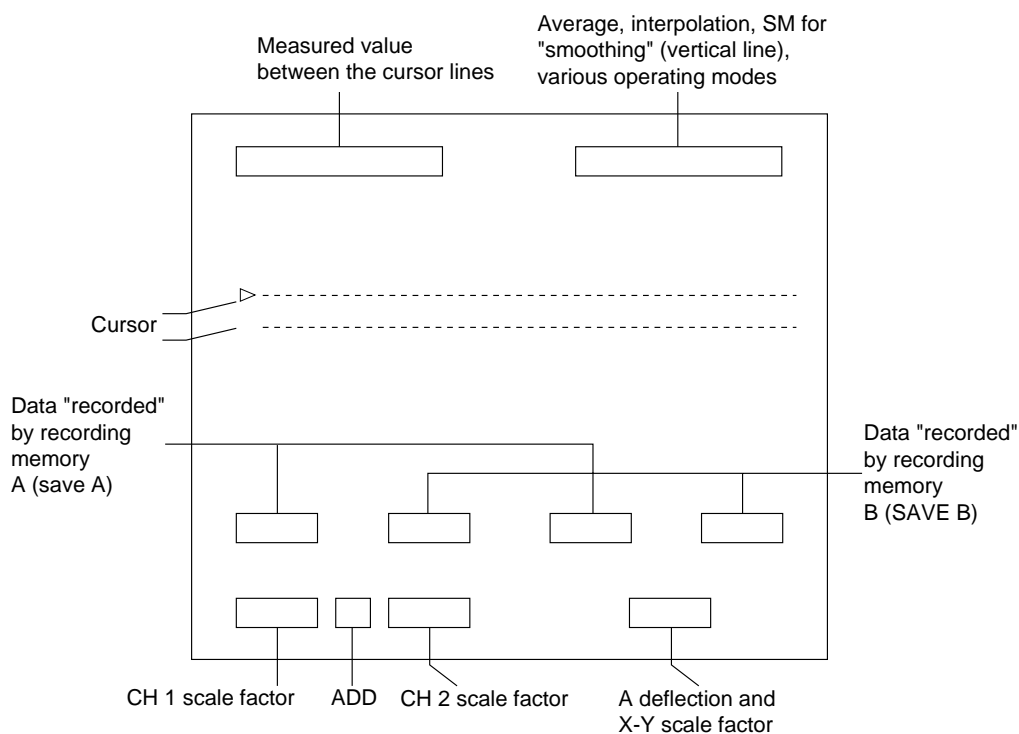 Measured value
between the cursor lines
Average, interpolation, SM for
"smoothing" (vertical line),
various operating modes
Cursor
Data "recorded"
by recording
memory
A (save A)
Data "recorded"
by recording
memory
B (SAVE B)
CH 1 scale factor
ADD
CH 2 scale factor
A deflection and
X-Y scale factor